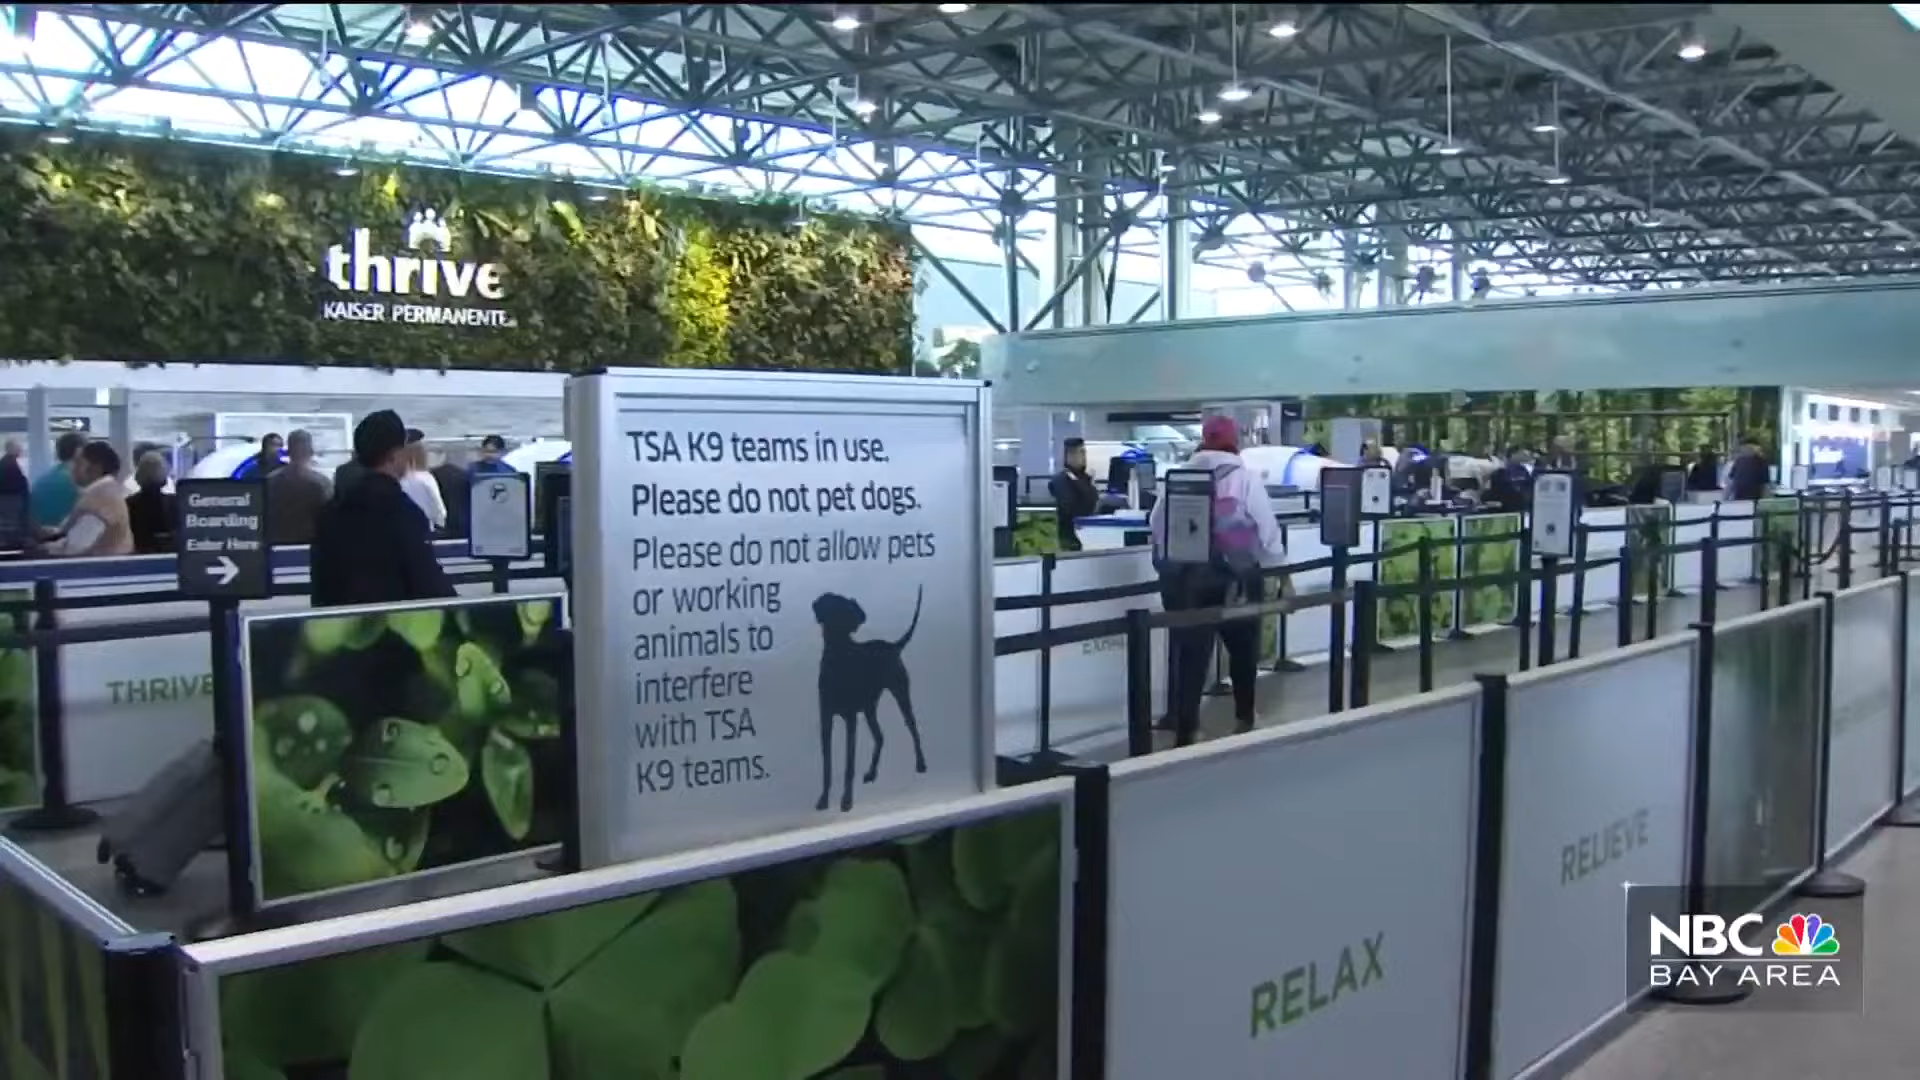 thrive
KAISER PERMANENTE
TSA K9 teams in use.
Please do not pet dogs.
Please do not allow pets
or working
animals to
interfere
with TSA
K9 teams.
General
Boarding
Enter Here
THRIVE
RELIEVE
RELAX
NBC
BAY AREA